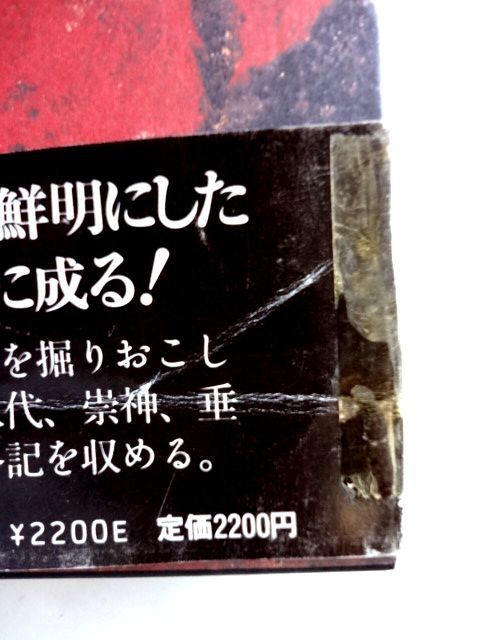 鮮明にした
に成る!
を掘りおこし
代、崇神、垂
記を収める。
¥2200E 定価2200円